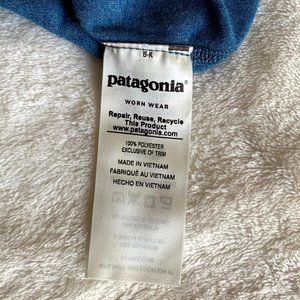 B-K
patagonia®
WORN WEAR
Repair, Reuse, Recycle
This Product
www.patagonia.com
100% POLYESTER
EXCLUSIVE OF TRIM
MADE IN VIETNAM
FABRIQUÉ AU VIETNAM
HECHO EN VIETNAM